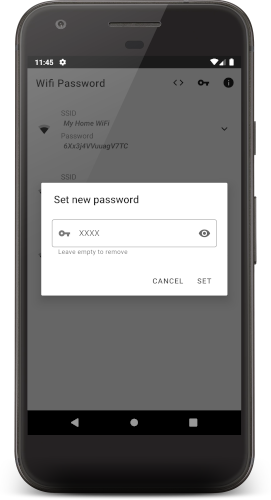 11:45
Wifi Password
SSID
My Home WiFi
Password
6Xx3j4VVouagV7TC
SSID
Set new password
XXXX
Leave empty to remove
CANCEL SET